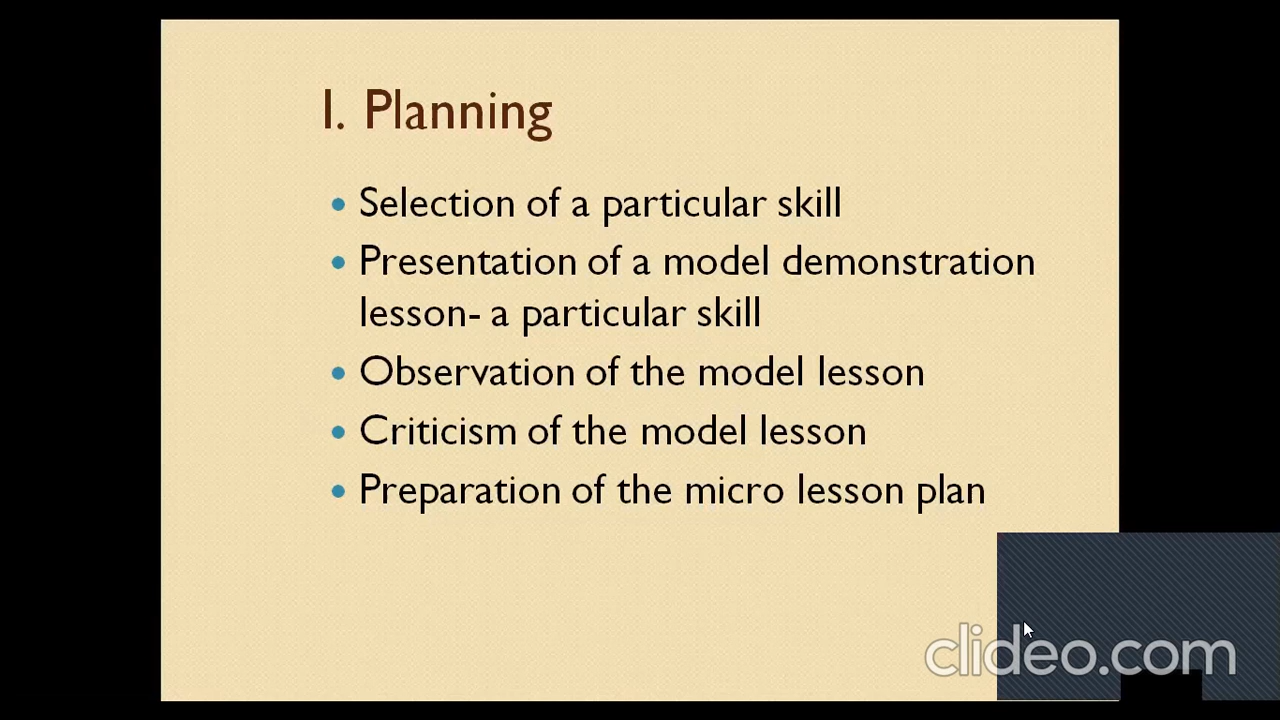 I. Planning
• Selection of a particular skill
• Presentation of a model demonstration
lesson- a particular skill
• Observation of the model lesson
• Criticism of the model lesson
• Preparation of the micro lesson plan
clideo.com